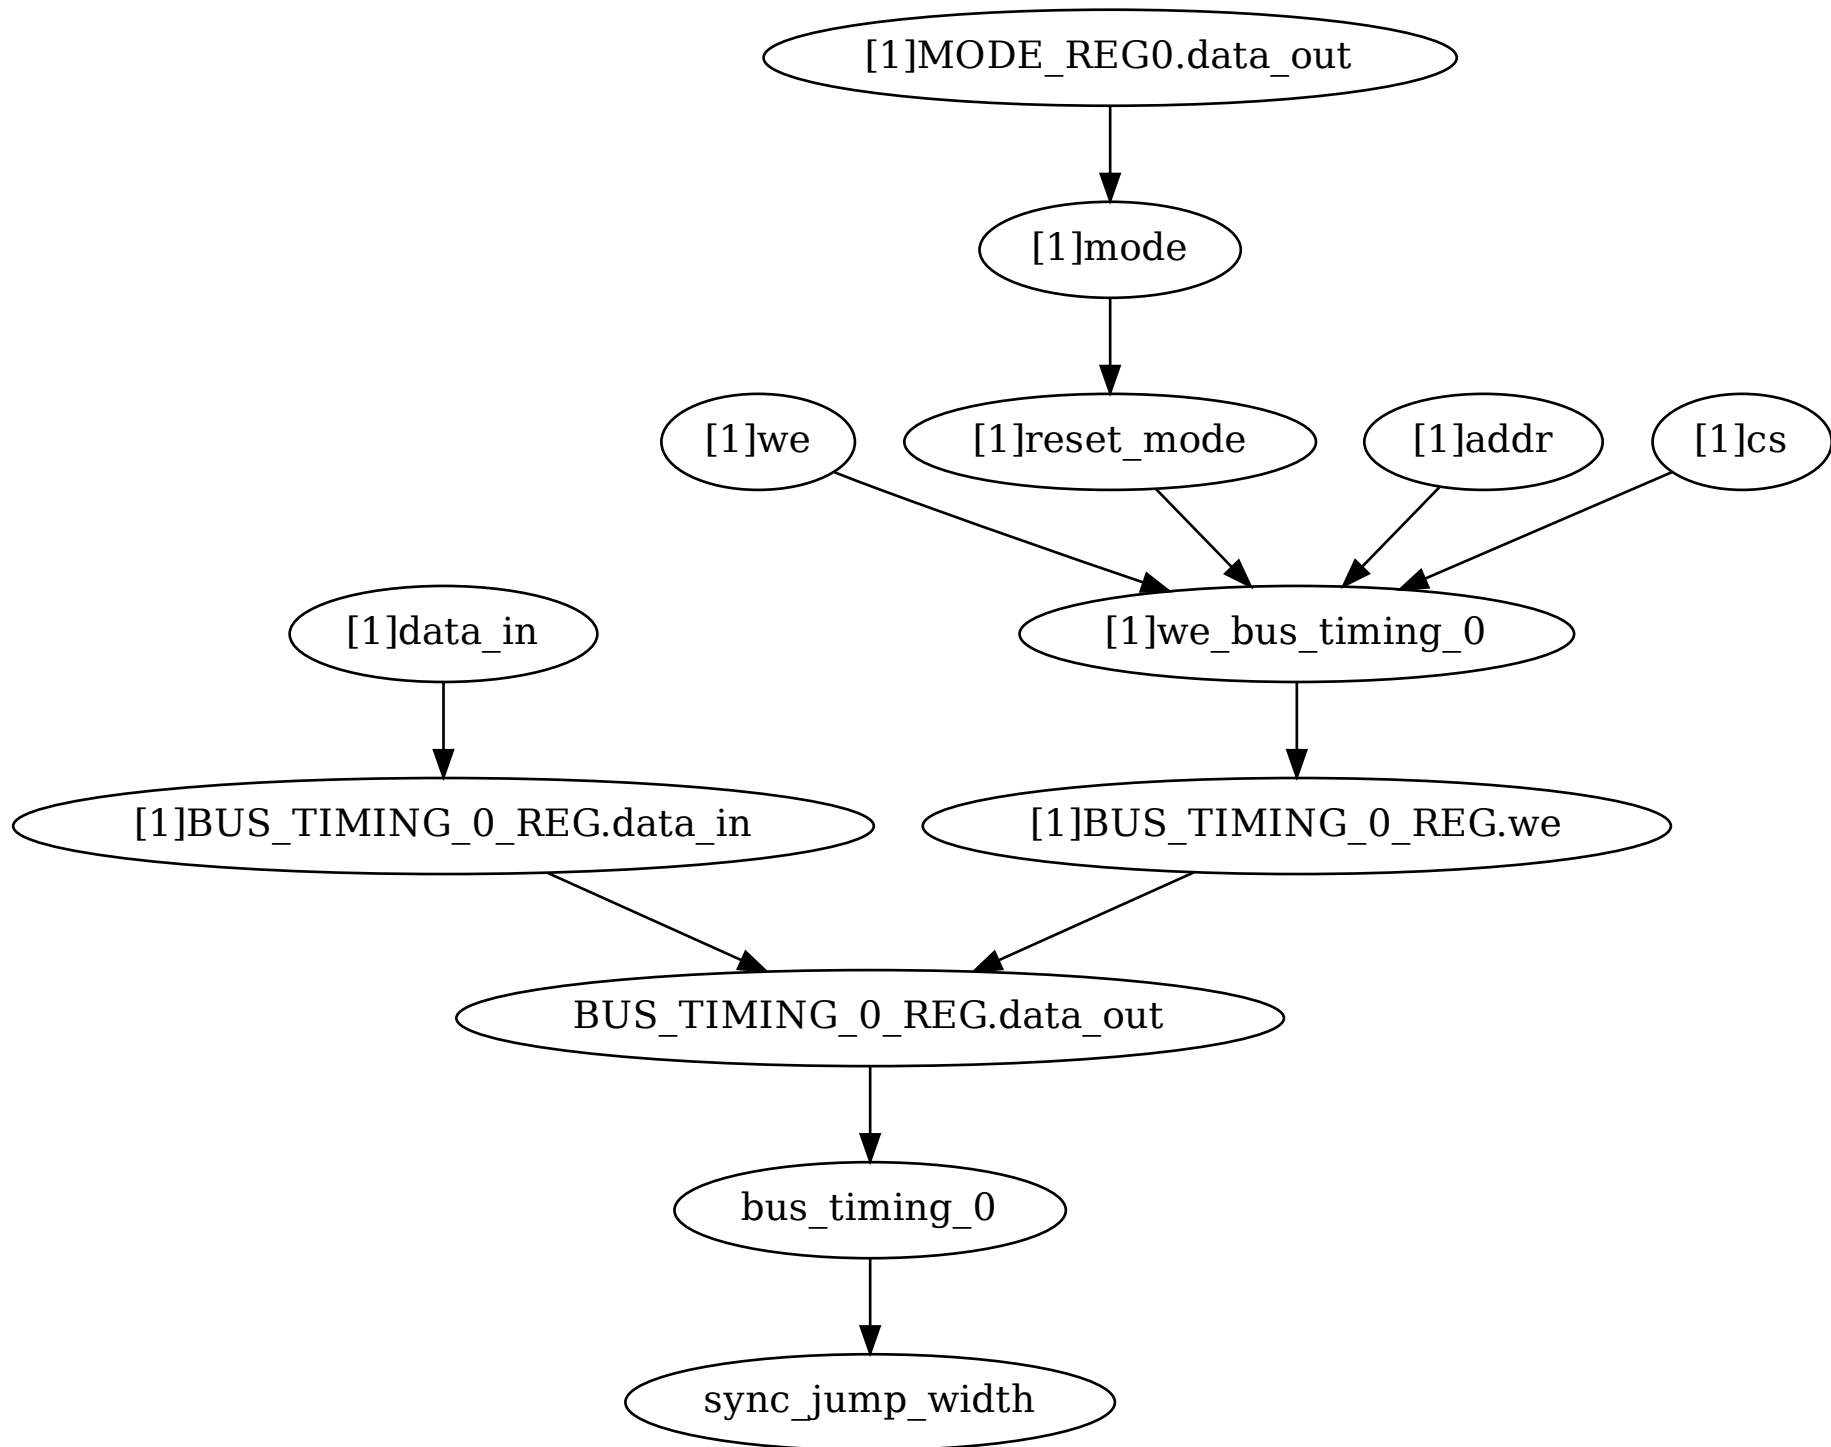 [1]MODE_REG0.data_out
[1]mode
[1]we
[1]reset_mode
[1]addr
[1]cs
[1]data_in
[1]we_bus_timing_0
[1]BUS_TIMING_0_REG.data_in
[1]BUS_TIMING_0_REG.we
BUS_TIMING_0_REG.data_out
bus_timing_0
sync_jump_width